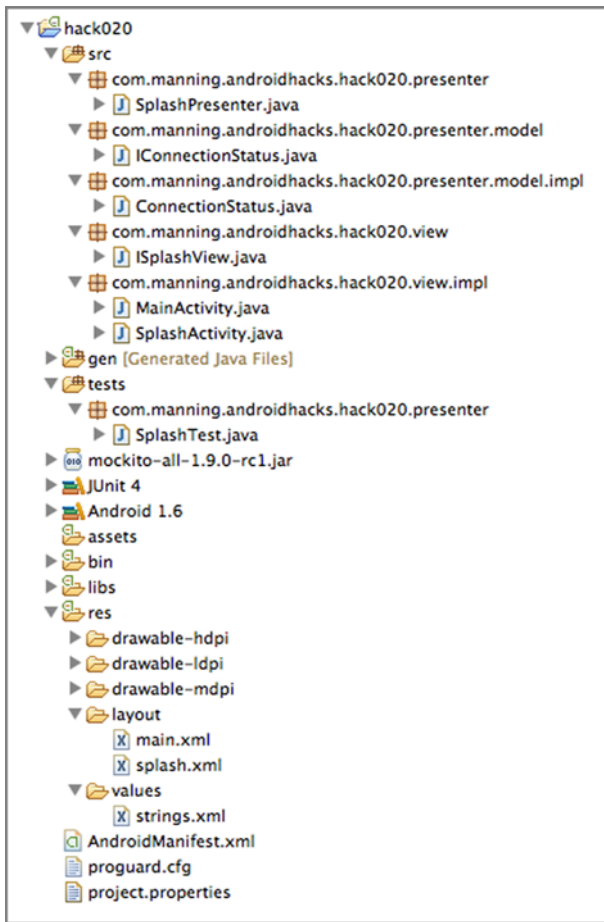 hack020
src
com.manning.androidhacks.hack020.presenter
SplashPresenter.java
com.manning.androidhacks.hack020.presenter.model
IConnectionStatus.java
com.manning.androidhacks.hack020.presenter.model.impl
ConnectionStatus.java
com.manning.androidhacks.hack020.view
ISplashView.java
com.manning.androidhacks.hack020.view.impl
MainActivity.java
SplashActivity.java
gen [Generated Java Files]
tests
com.manning.androidhacks.hack020.presenter
SplashTest.java
mockito-all-1.9.0-rc1.jar
JUnit 4
Android 1.6
assets
bin
libs
res
drawable-hdpi
drawable-ldpi
drawable-mdpi
layout
main.xml
splash.xml
values
strings.xml
AndroidManifest.xml
proguard.cfg
project.properties